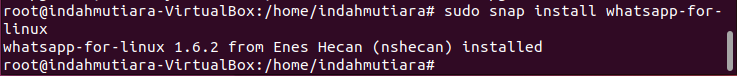 root@indahmutiara-VirtualBox:/home/indahmutiara# sudo snap install whatsapp-for-
linux
whatsapp-for-linux 1.6.2 from Enes Hecan (nshecan) installed
root@indahmutiara-VirtualBox:/home/indahmutiara#